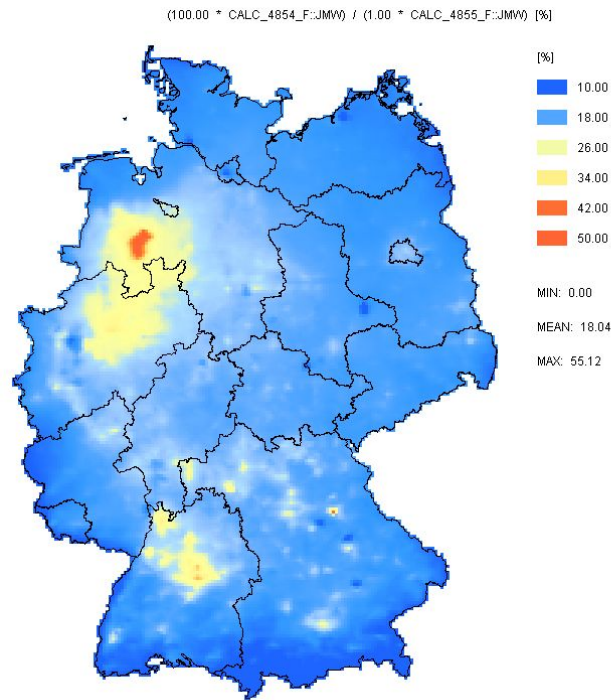 (100.00 * CALC_4854_F::JMW) / (1.00 * CALC_4855_F::JMW) [%]
[%]
10.00
18.00
26.00
34.00
42.00
50.00
MIN: 0.00
MEAN: 18.04
MAX: 55.12